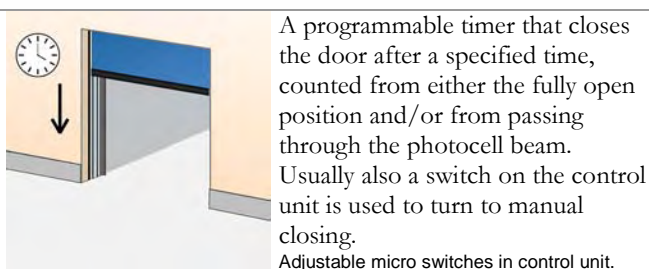 A programmable timer that closes
the door after a specified time,
counted from either the fully open
position and/or from passing
through the photocell beam.
Usually also a switch on the control
unit is used to turn to manual
closing.
Adjustable micro switches in control unit.